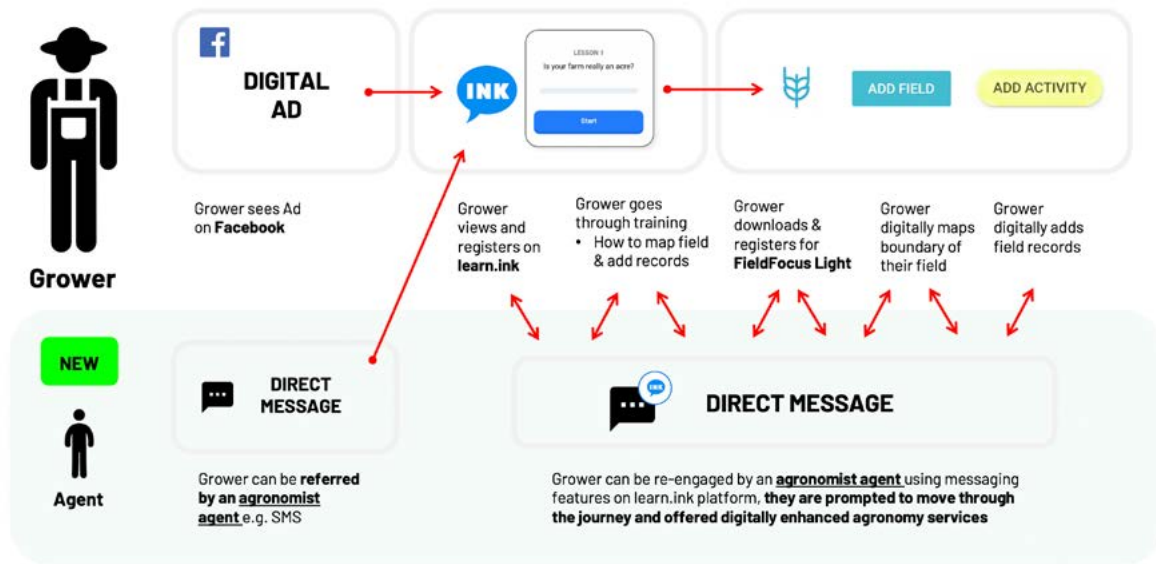 DIGITAL
AD
INK
LESSON 1
Is your farm really an acre?
Start
ADD FIELD
ADD ACTIVITY
Grower
Grower sees Ad
on Facebook
Grower
views and
registers on
learn.ink
Grower goes
through training
• How to map field
& add records
Grower
downloads &
registers for
FieldFocus Light
Grower
digitally maps
boundary of
their field
Grower
digitally adds
field records
NEW
Agent
DIRECT
MESSAGE
Grower can be referred
by an agronomist
agent e.g. SMS
INK
DIRECT MESSAGE
Grower can be re-engaged by an agronomist agent using messaging
features on learn.ink platform, they are prompted to move through
the journey and offered digitally enhanced agronomy services